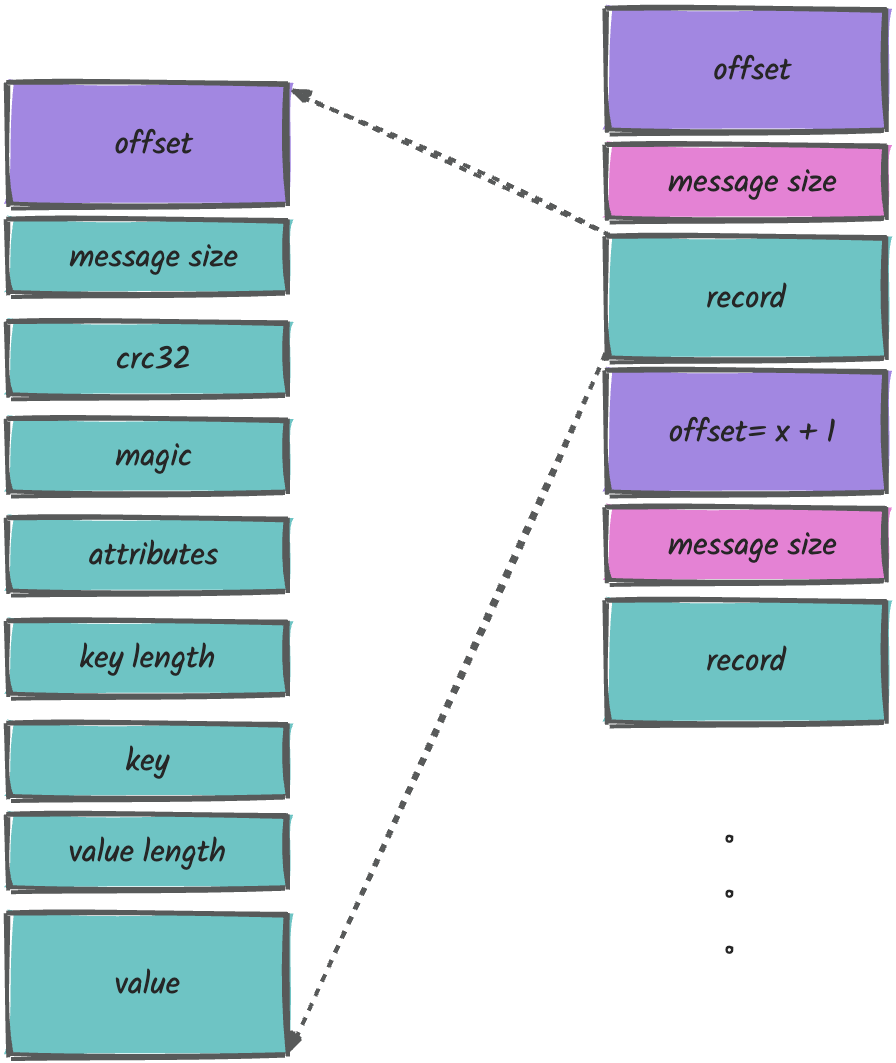 offset
message size
crc32
magic
attributes
key length
key
value length
value
offset
message size
record
offset= x + 1
message size
record